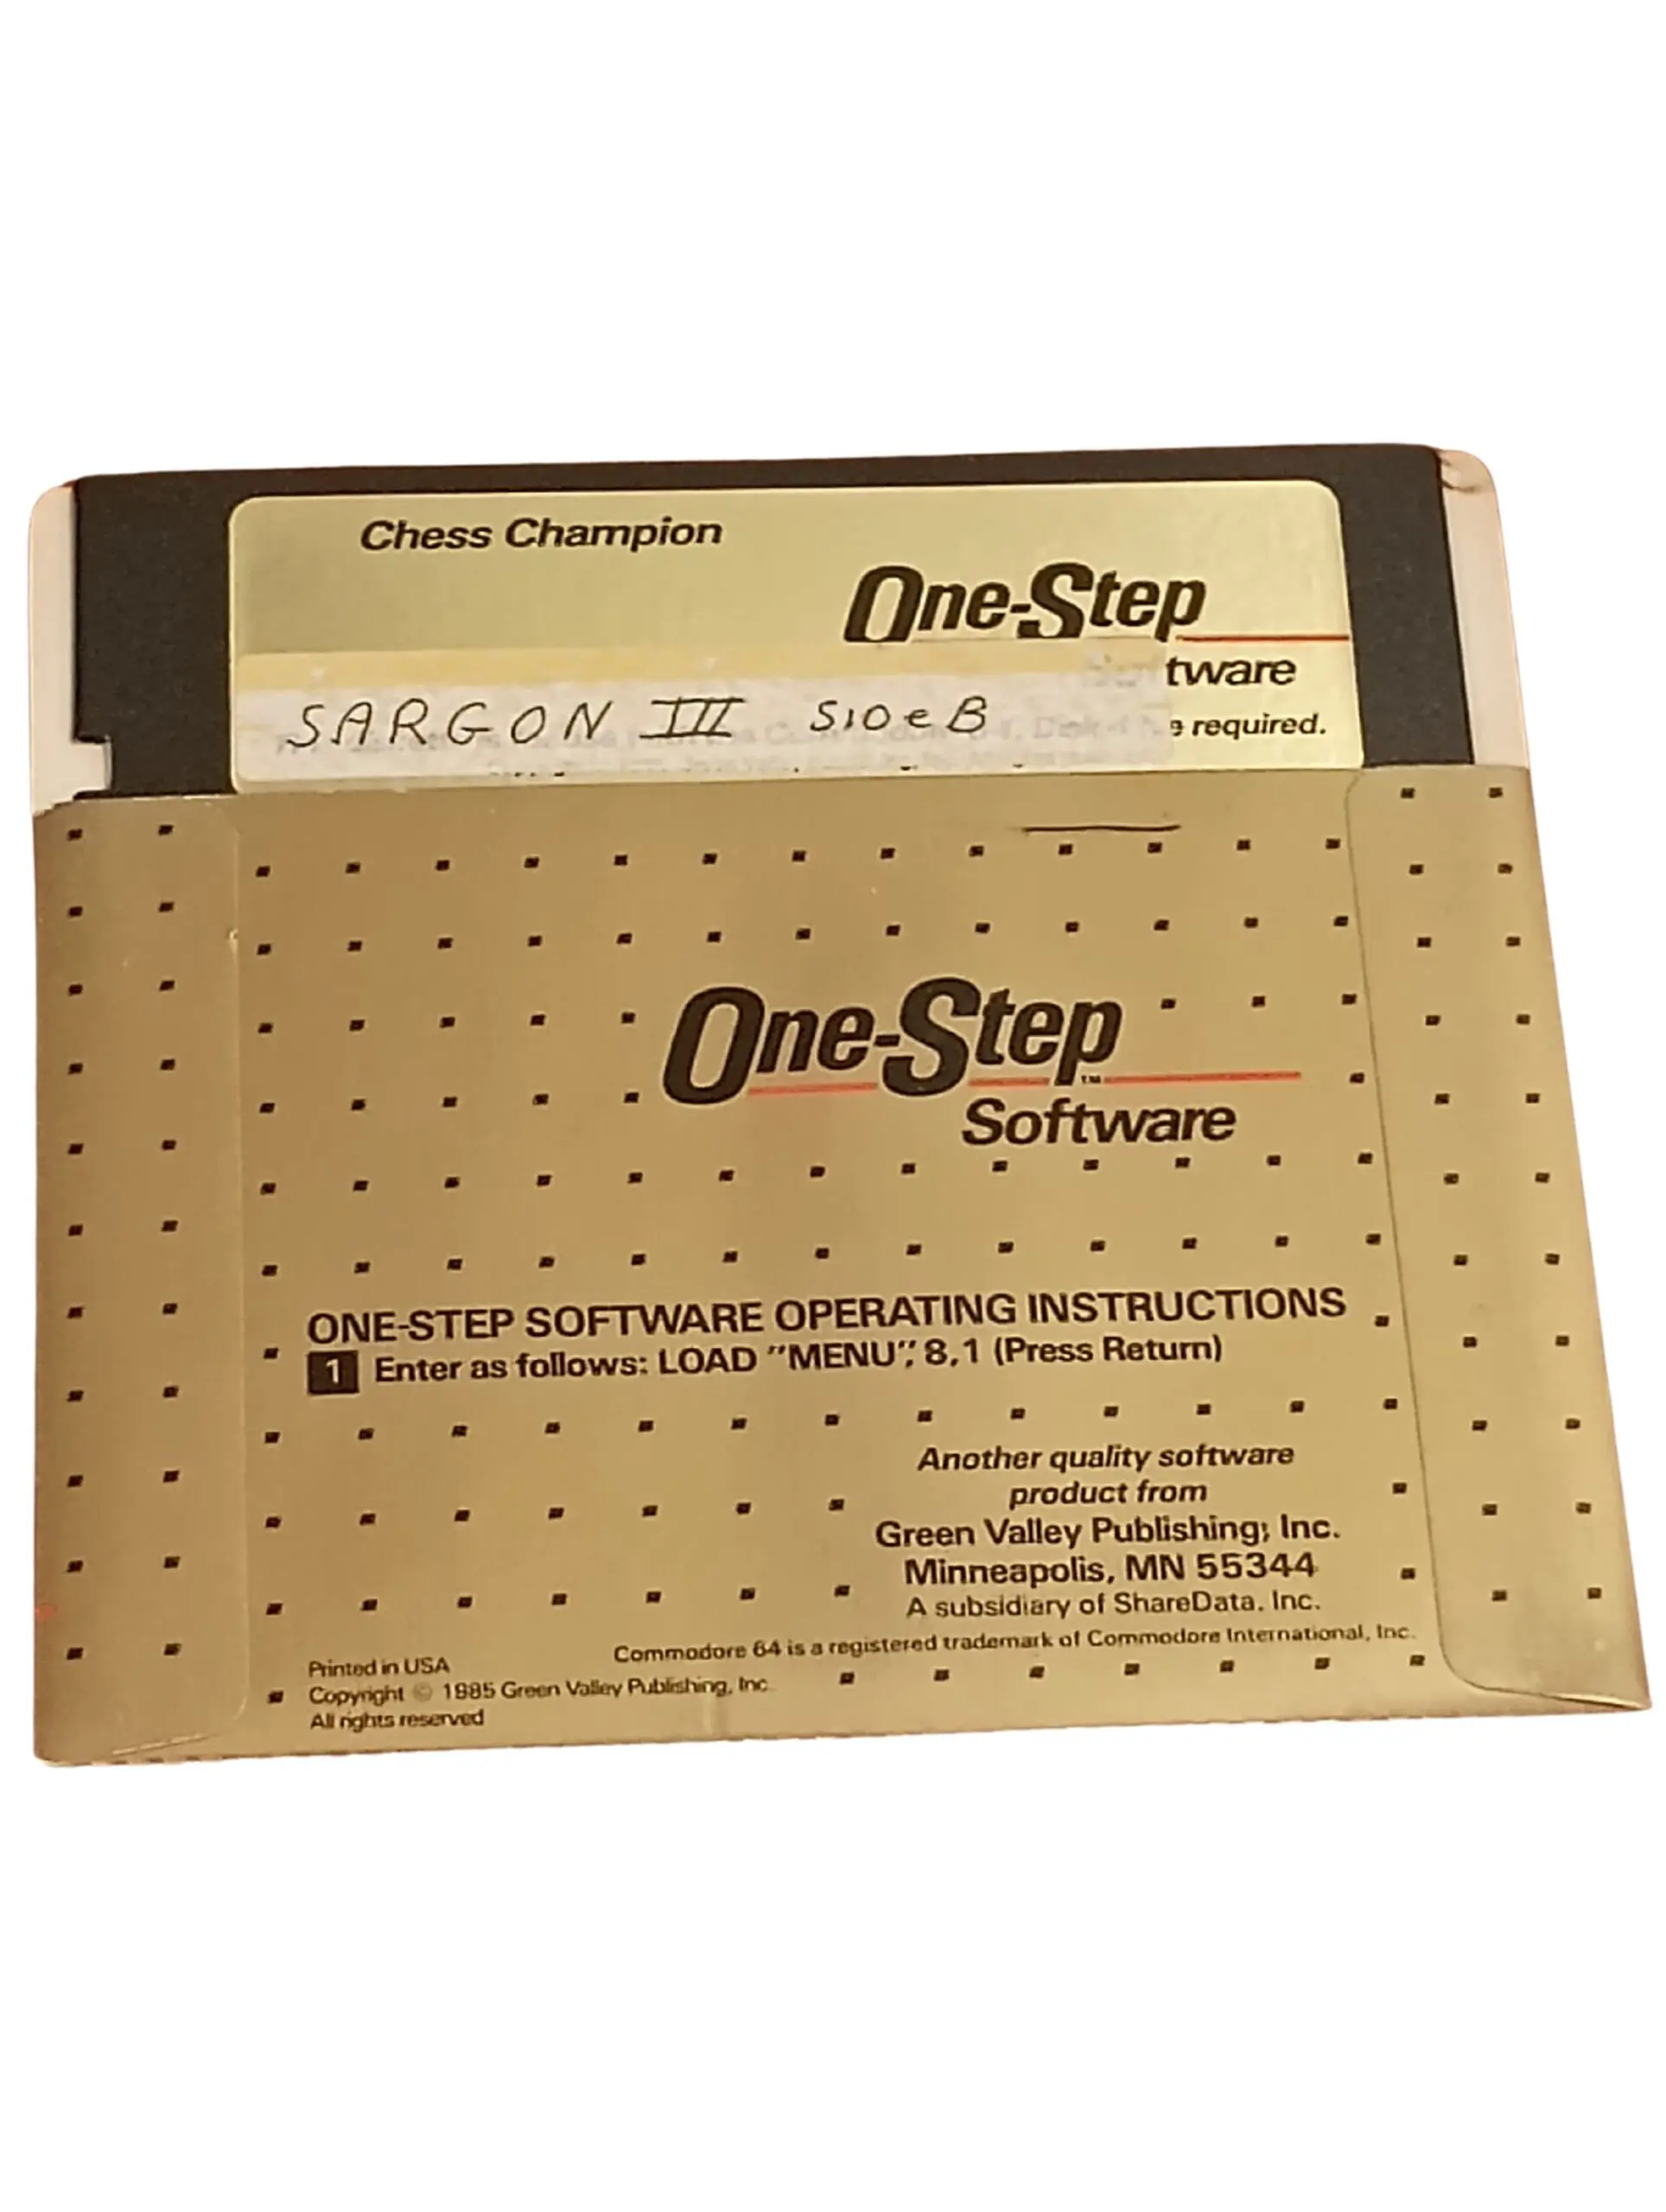 Chess Champion
One-Step
tware
SARGON III SIDe B
e required.
One-Step™
Software
ONE-STEP SOFTWARE OPERATING INSTRUCTIONS
1 Enter as follows: LOAD "MENU", 8,1 (Press Return)
Another quality software
product from
Green Valley Publishing, Inc.
Minneapolis, MN 55344
A subsidiary of ShareData, Inc.
Commodore 64 is a registered trademark of Commodore International, Inc.
Printed in USA
Copyright © 1985 Green Valley Publishing, Inc.
All rights reserved